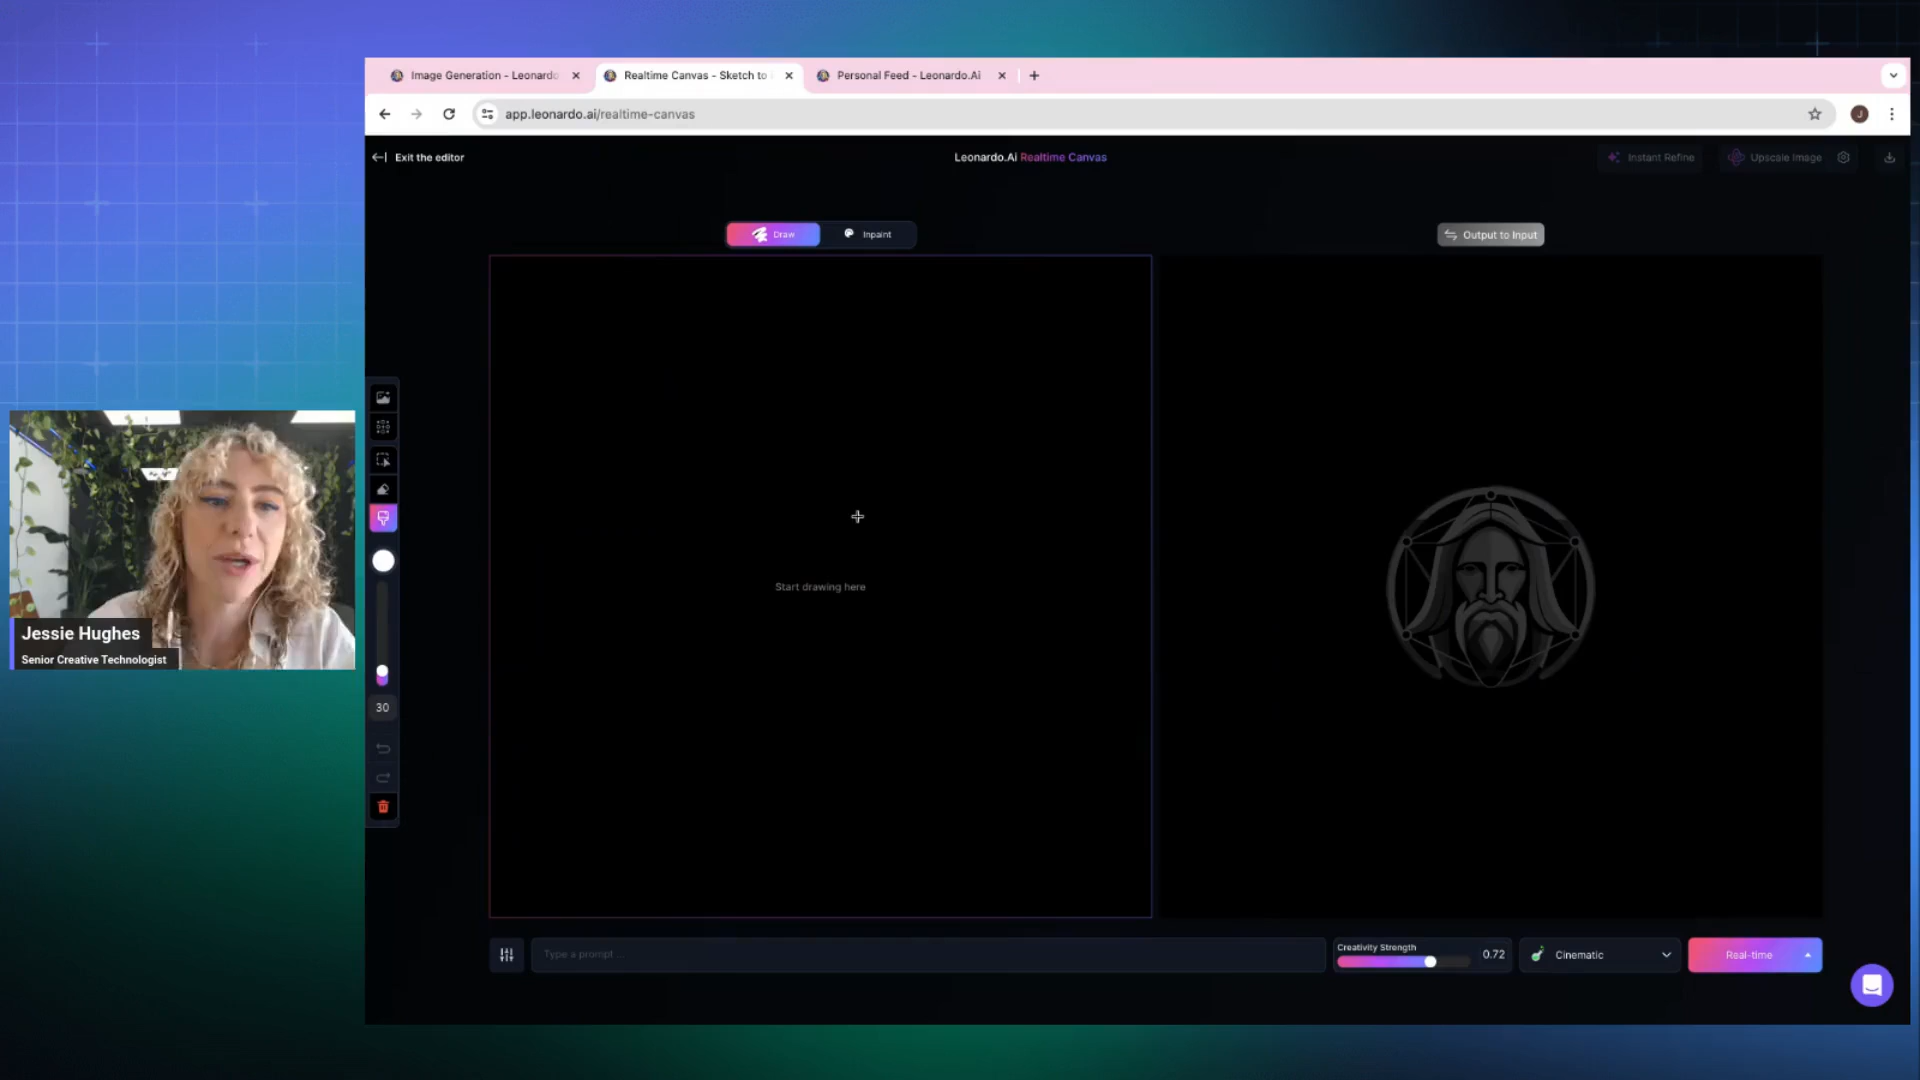 Image Generation - Leonardo
Realtime Canvas - Sketch to
Personal Feed - Leonardo.Ai
app.leonardo.ai/realtime-canvas
J
Exit the editor
Leonardo.Ai Realtime Canvas
Instant Refine
Upscale Image
Draw
Inpaint
Output to Input
Start drawing here
Jessie Hughes
Senior Creative Technologist
30
Type a prompt ...
Creativity Strength
0.72
Cinematic
Real-time